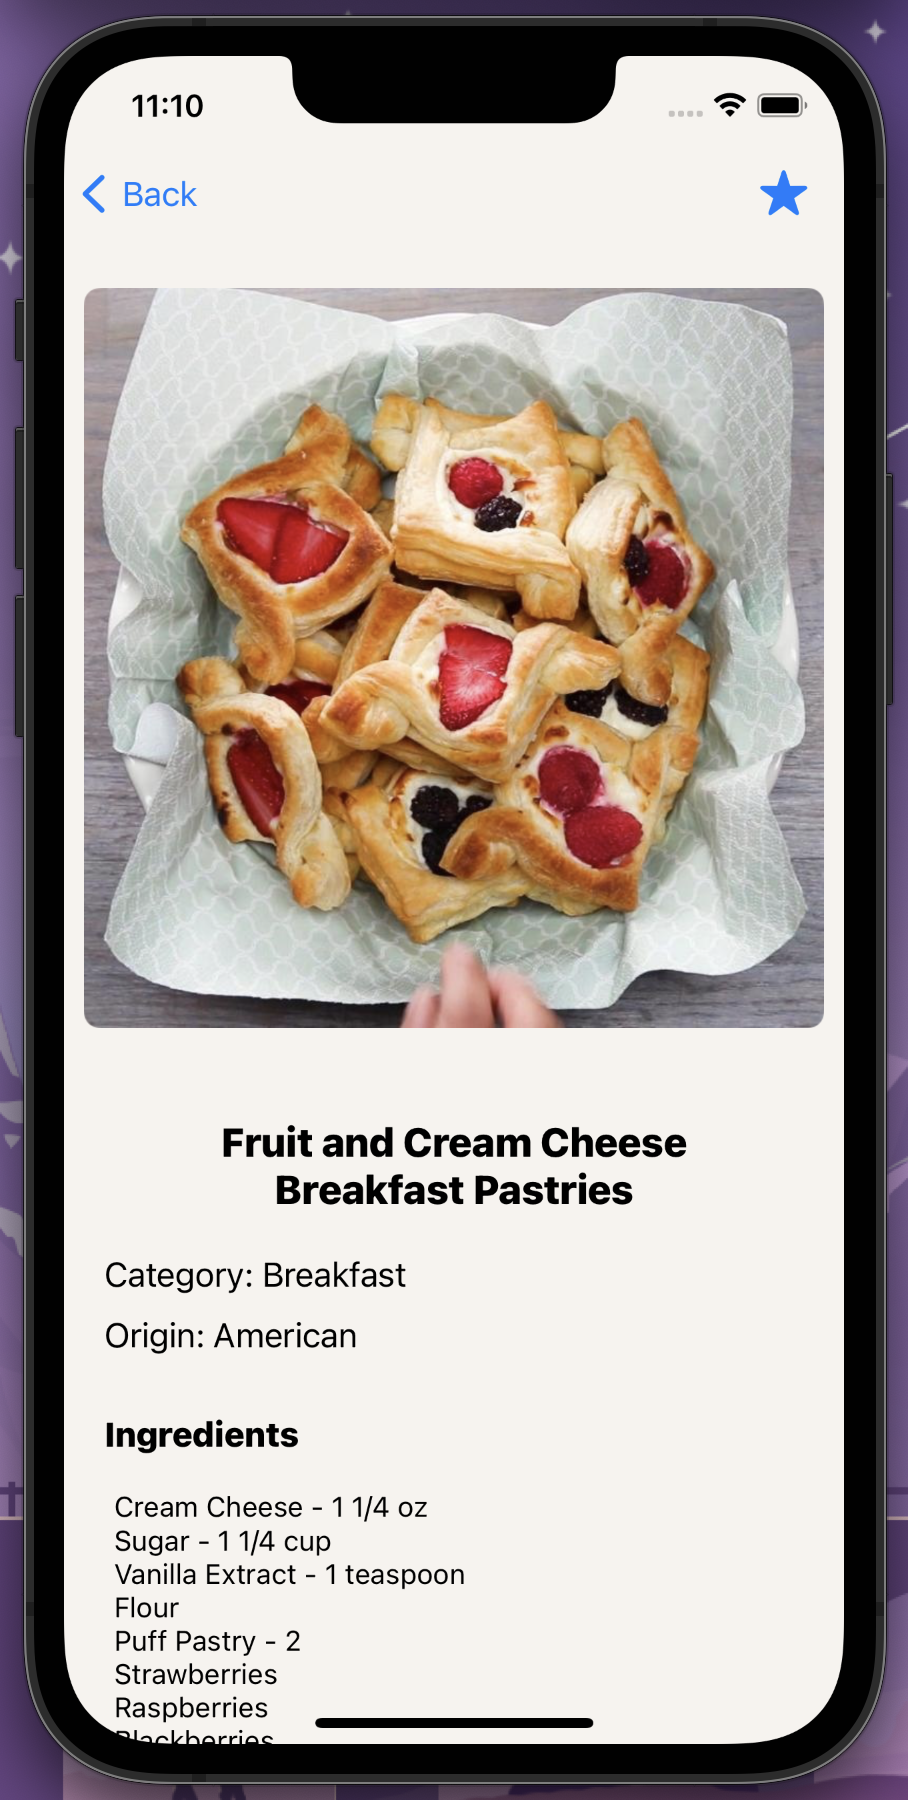 11:10
Back
Fruit and Cream Cheese
Breakfast Pastries
Category: Breakfast
Origin: American
Ingredients
Cream Cheese - 1 1/4 oz
Sugar - 1 1/4 cup
Vanilla Extract - 1 teaspoon
Flour
Puff Pastry - 2
Strawberries
Raspberries
Blackberries